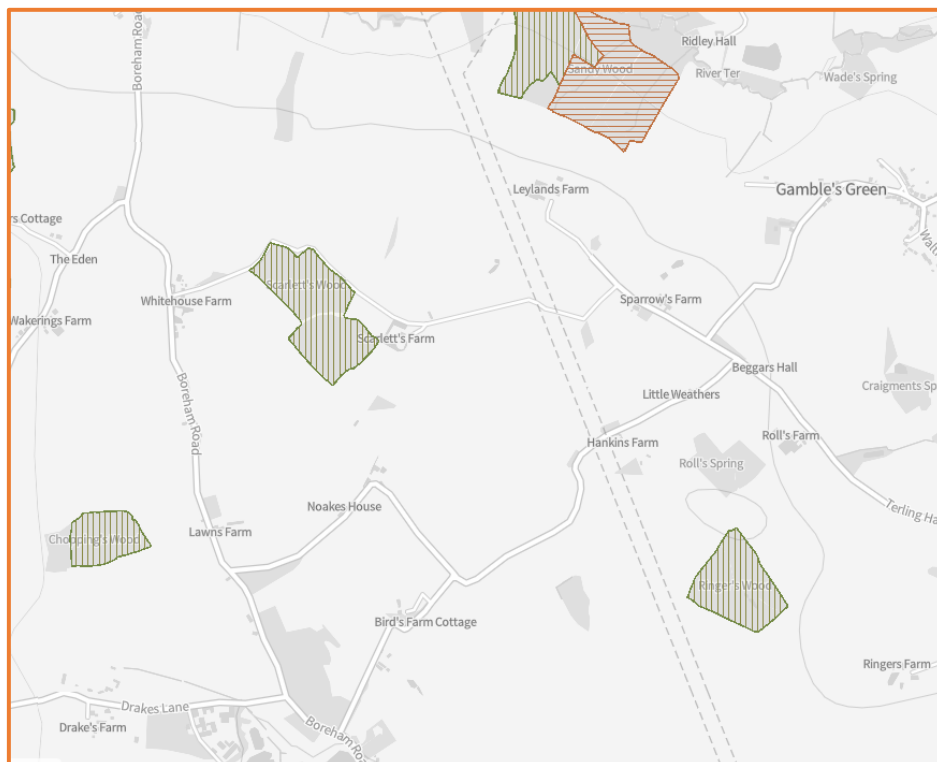 Boreham Road
Ridley Hall
Sandy Wood
River Ter
Wade's Spring
Leylands Farm
Gamble's Green
rs Cottage
The Eden
Scarlett's Wood
Whitehouse Farm
Sparrow's Farm
Wakerings Farm
Scarlett's Farm
Beggars Hall
Boreham Road
Craigments Sp
Little Weathers
Roll's Farm
Hankins Farm
Roll's Spring
Noakes House
Terling Ha
Lawns Farm
Chopping's Wood
Ringer's Wood
Bird's Farm Cottage
Ringers Farm
Drakes Lane
Drake's Farm
Boreham Ro